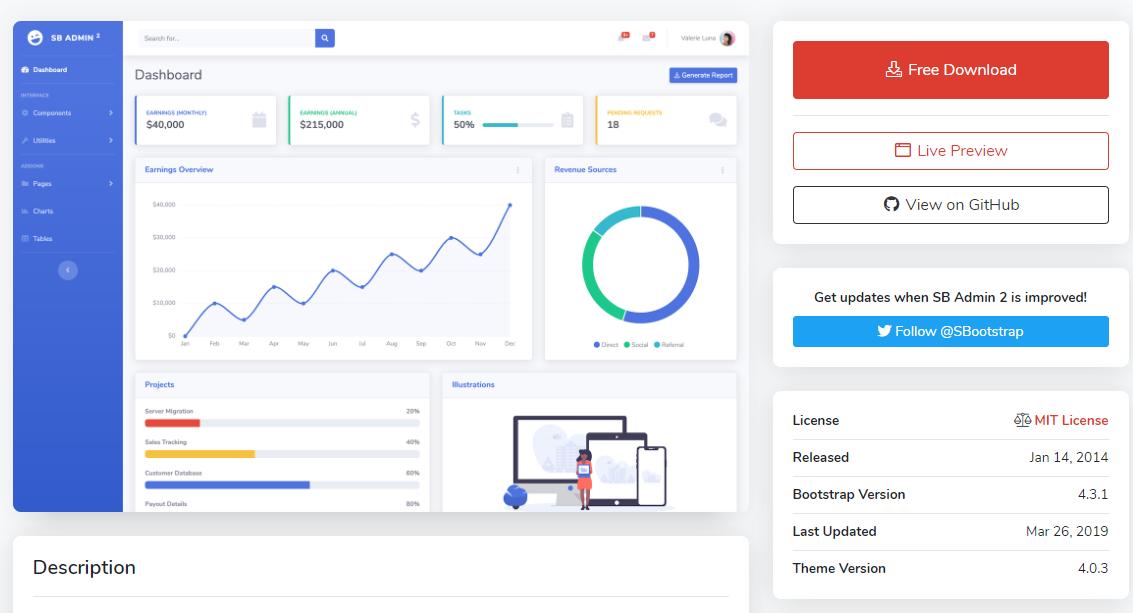 SB ADMIN 2
Search for...
3+
7
Valerie Luna
Dashboard
INTERFACE
Components
Utilities
ADDONS
Pages
Charts
Tables
Dashboard
Generate Report
EARNINGS (MONTHLY)
$40,000
EARNINGS (ANNUAL)
$215,000
TASKS
50%
PENDING REQUESTS
18
Earnings Overview
$40,000
$30,000
$20,000
$10,000
$0
Jan Feb Mar Apr May Jun Jul Aug Sep Oct Nov Dec
Revenue Sources
Direct Social Referral
Projects
Server Migration 20%
Sales Tracking 40%
Customer Database 60%
Payout Details 80%
Illustrations
Description
Free Download
Live Preview
View on GitHub
Get updates when SB Admin 2 is improved!
Follow @SBootstrap
License MIT License
Released Jan 14, 2014
Bootstrap Version 4.3.1
Last Updated Mar 26, 2019
Theme Version 4.0.3